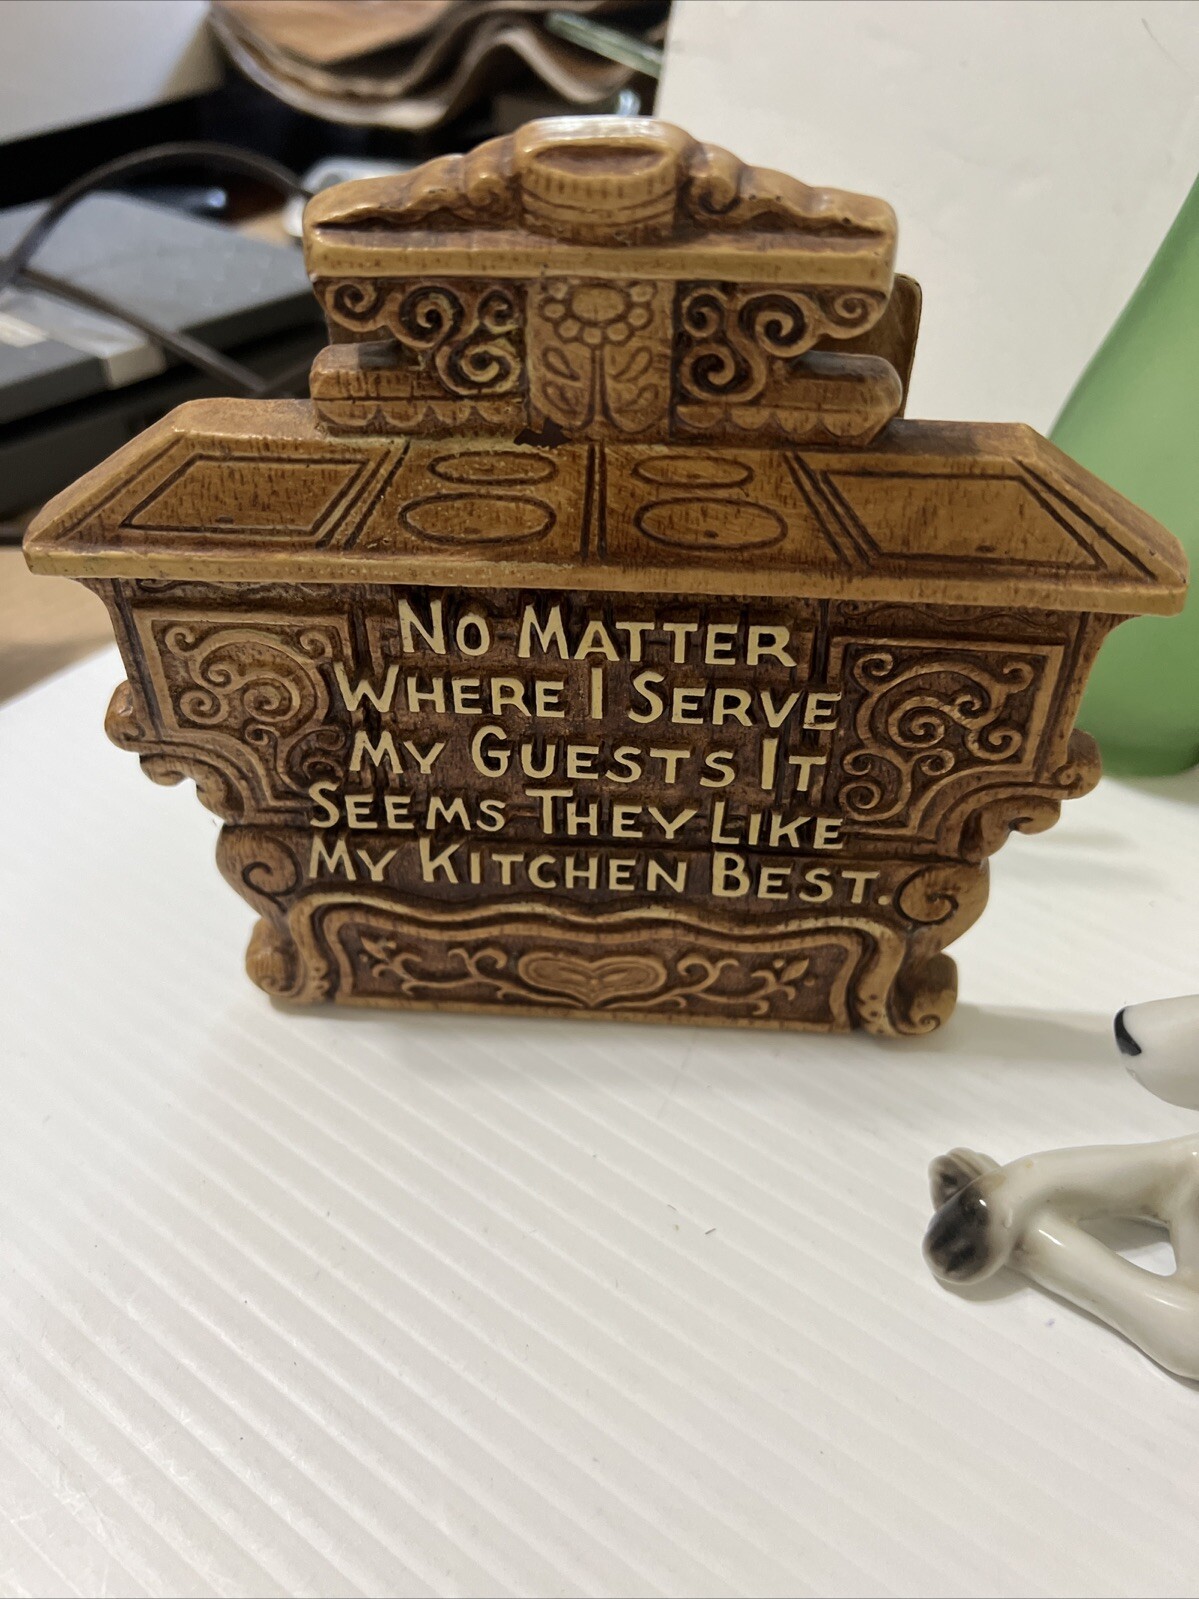 No Matter
Where I Serve
My Guests It
Seems They Like
My Kitchen Best.